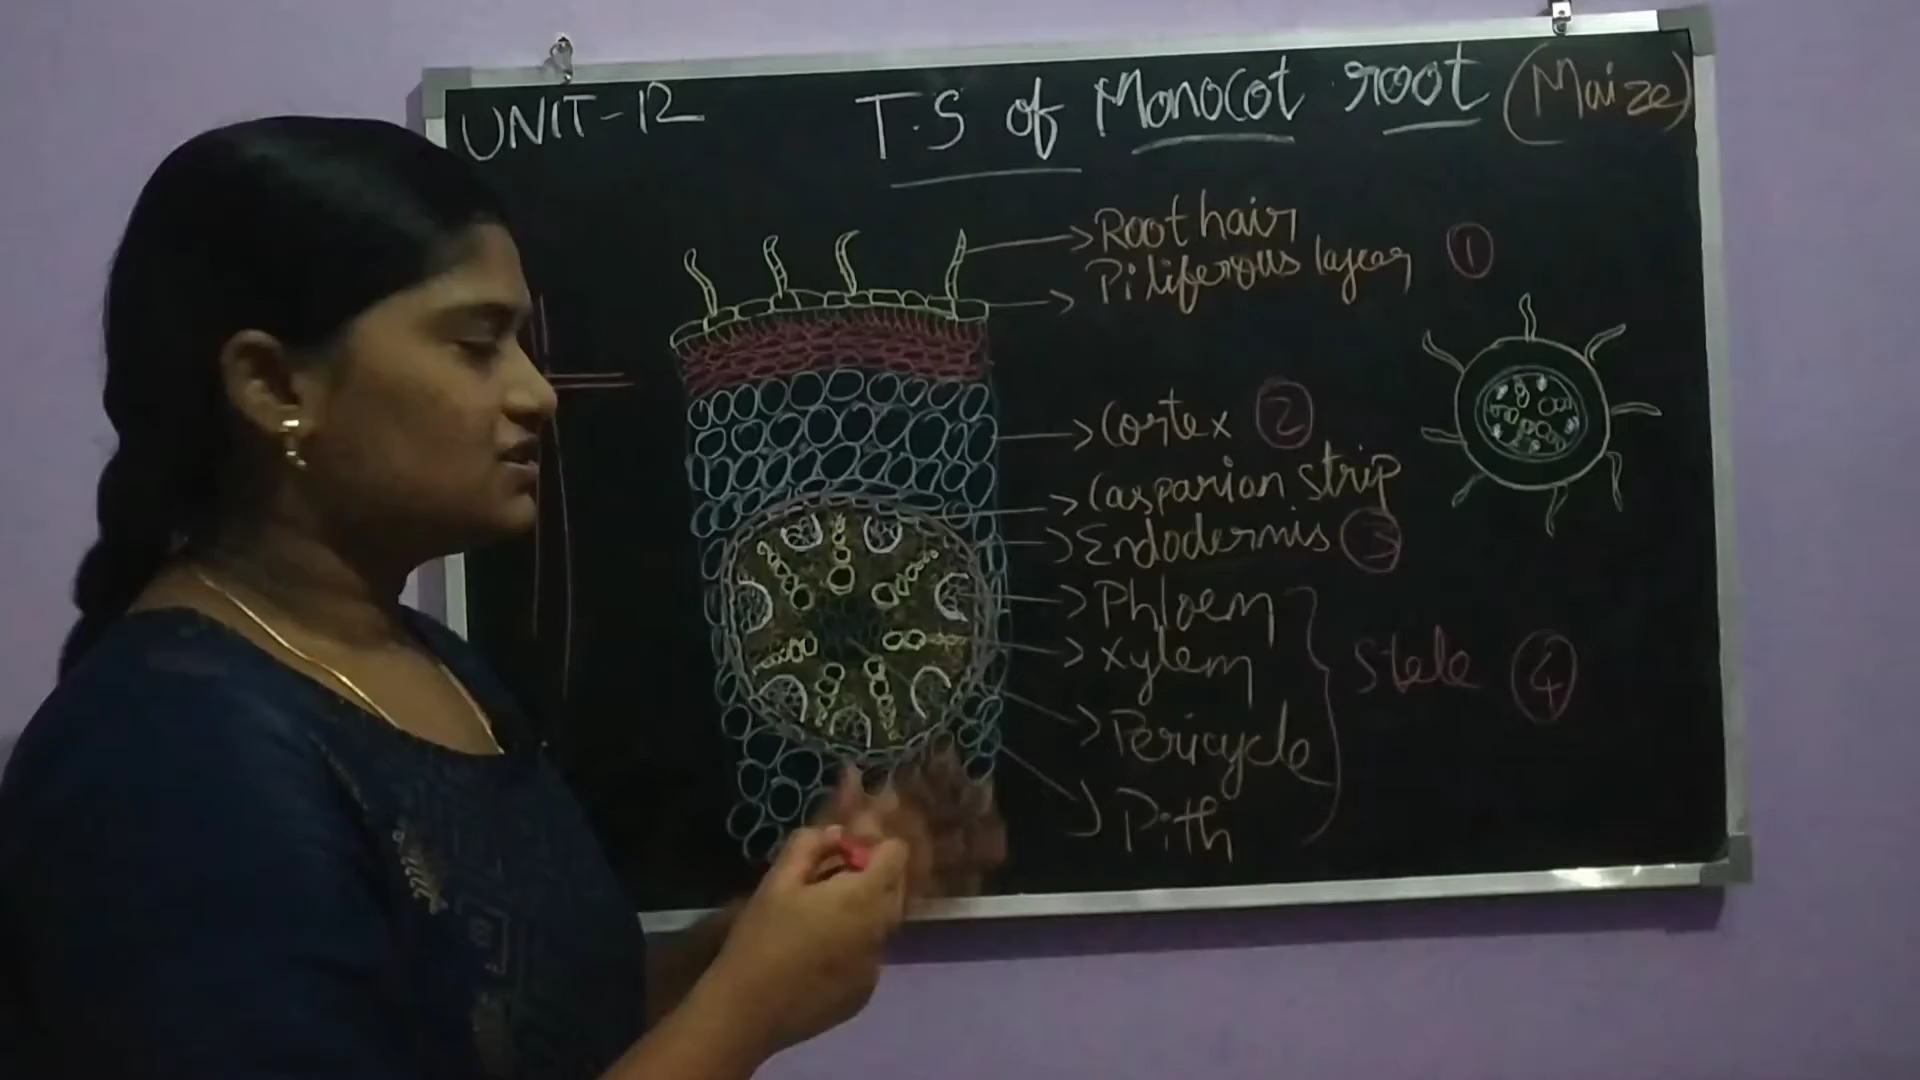 UNIT-12
T.S of Monocot root (Maize)
Root hair
Piliferous layer 1
Cortex 2
Casparian strip
Endodermis 3
Phloem
Xylem
Stele 4
Pericycle
Pith